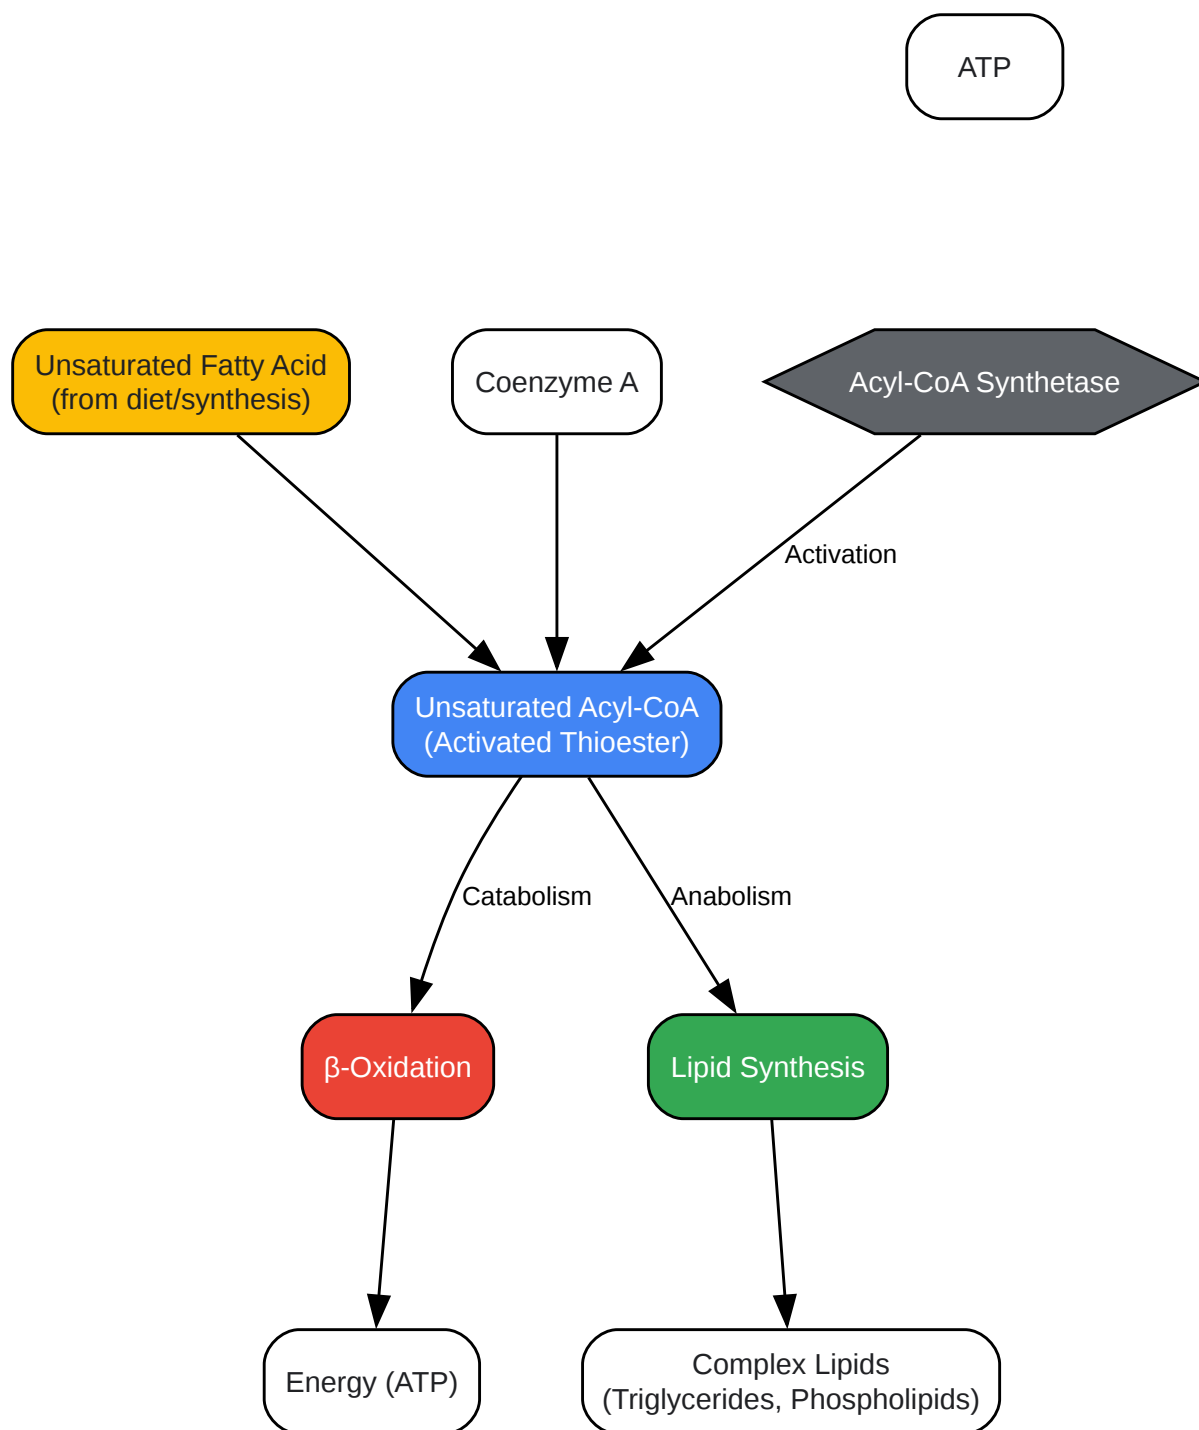 ATP
Unsaturated Fatty Acid
(from diet/synthesis)
Coenzyme A
Acyl-CoA Synthetase
Activation
Unsaturated Acyl-CoA
(Activated Thioester)
Catabolism
Anabolism
β-Oxidation
Lipid Synthesis
Energy (ATP)
Complex Lipids
(Triglycerides, Phospholipids)